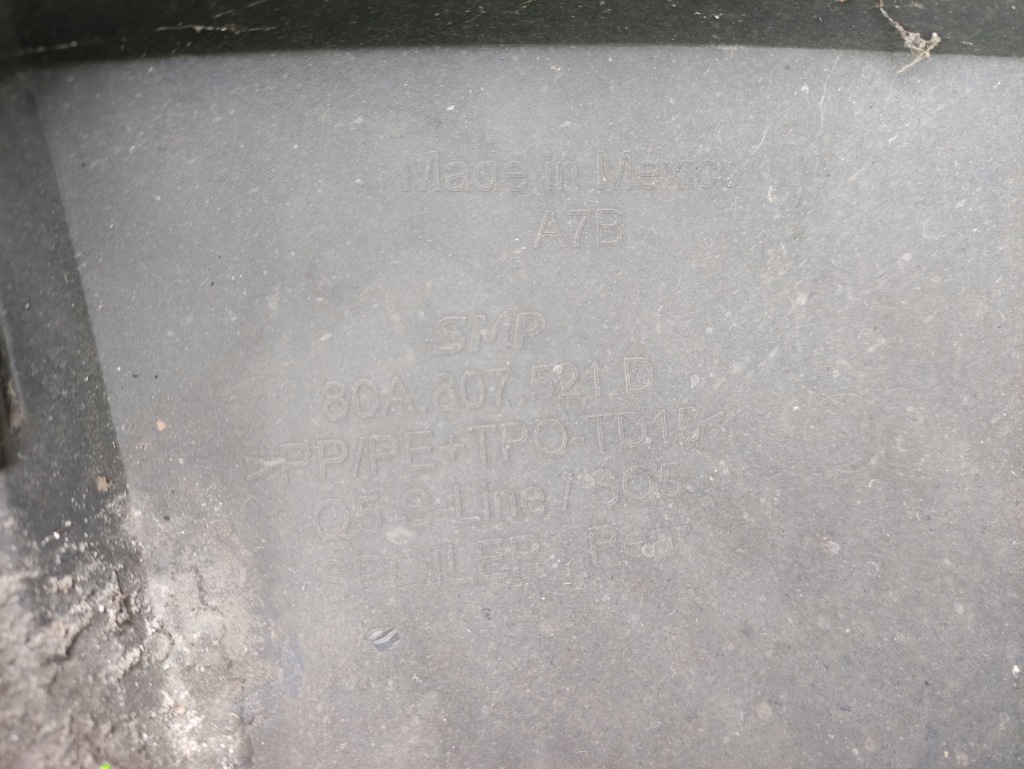 Made in Mexico
A7B
SMP
80A.807.521.D
>PP/PE+TPO-TD15<
Q5 S-Line / SQ5
SPOILER, Rear